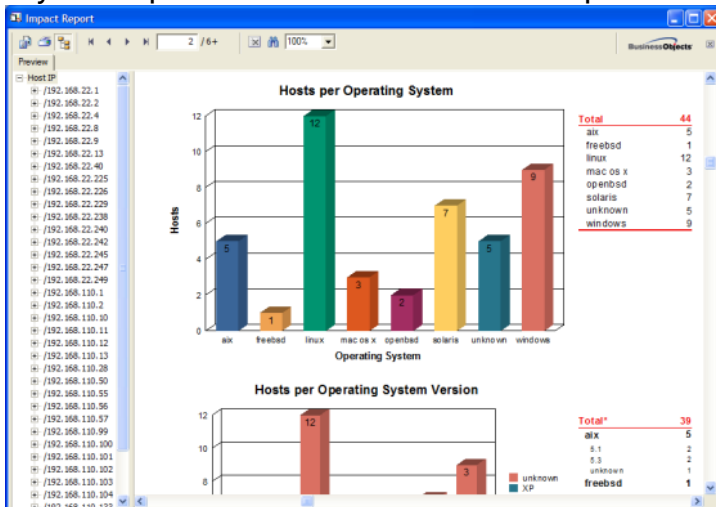 Impact Report
2 /6+
100%
BusinessObjects
Preview
Host IP
/192.168.22.1
/192.168.22.2
/192.168.22.4
/192.168.22.8
/192.168.22.9
/192.168.22.13
/192.168.22.40
/192.168.22.225
/192.168.22.226
/192.168.22.229
/192.168.22.238
/192.168.22.240
/192.168.22.242
/192.168.22.245
/192.168.22.247
/192.168.22.249
/192.168.110.1
/192.168.110.2
/192.168.110.10
/192.168.110.11
/192.168.110.12
/192.168.110.13
/192.168.110.28
/192.168.110.50
/192.168.110.55
/192.168.110.56
/192.168.110.57
/192.168.110.99
/192.168.110.100
/192.168.110.101
/192.168.110.102
/192.168.110.103
/192.168.110.104
Hosts per Operating System
12
10
8
6
4
2
0
Hosts
5
1
12
3
2
7
5
9
aix freebsd linux mac os x openbsd solaris unknown windows
Operating System
Total 44
aix 5
freebsd 1
linux 12
mac os x 3
openbsd 2
solaris 7
unknown 5
windows 9
Hosts per Operating System Version
12
10
8
12
3
unknown
XP
Total* 39
aix 5
5.1 2
5.3 2
unknown 1
freebsd 1